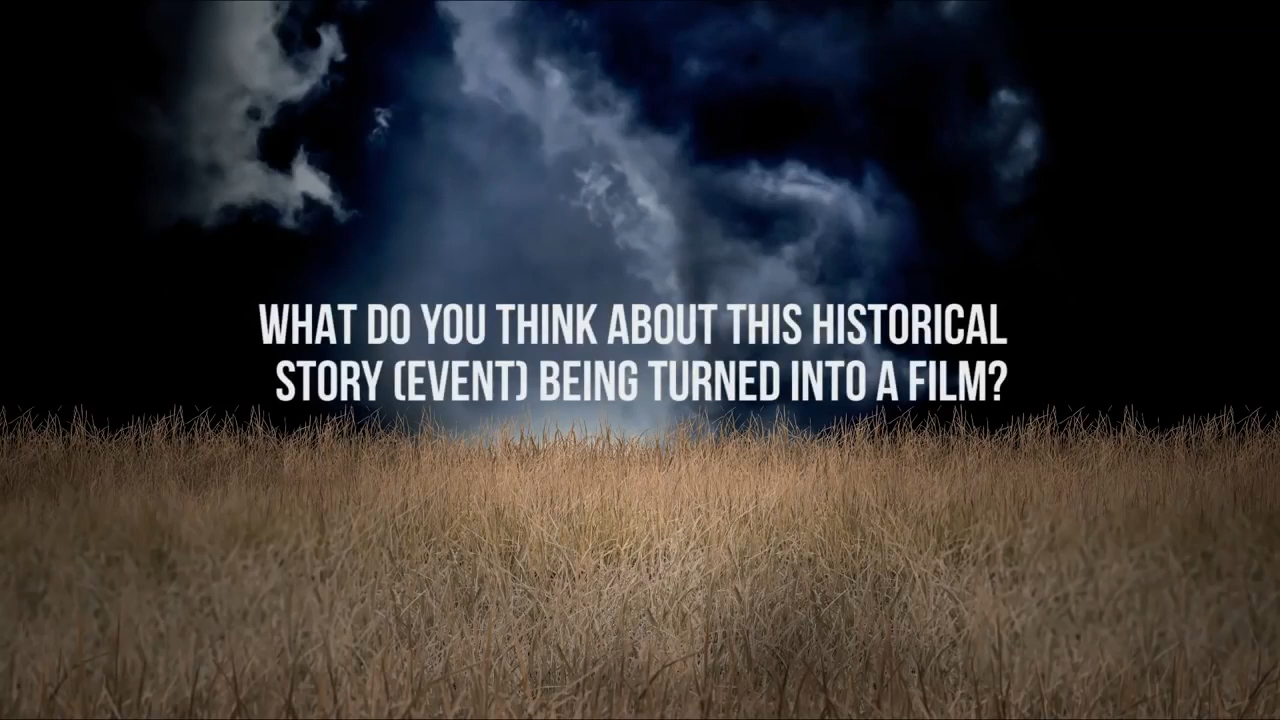 WHAT DO YOU THINK ABOUT THIS HISTORICAL
STORY (EVENT) BEING TURNED INTO A FILM?